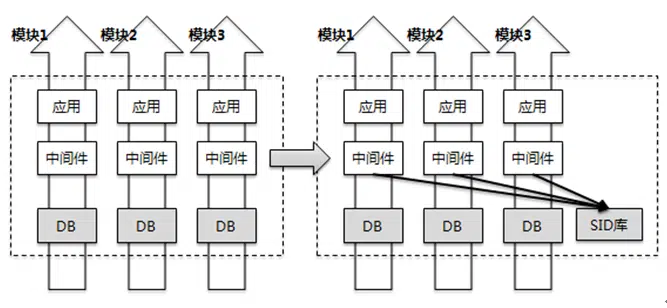 模块1 模块2 模块3 模块1 模块2 模块3
应用 应用 应用 应用 应用 应用
中间件 中间件 中间件 中间件 中间件 中间件
DB DB DB DB DB DB SID库